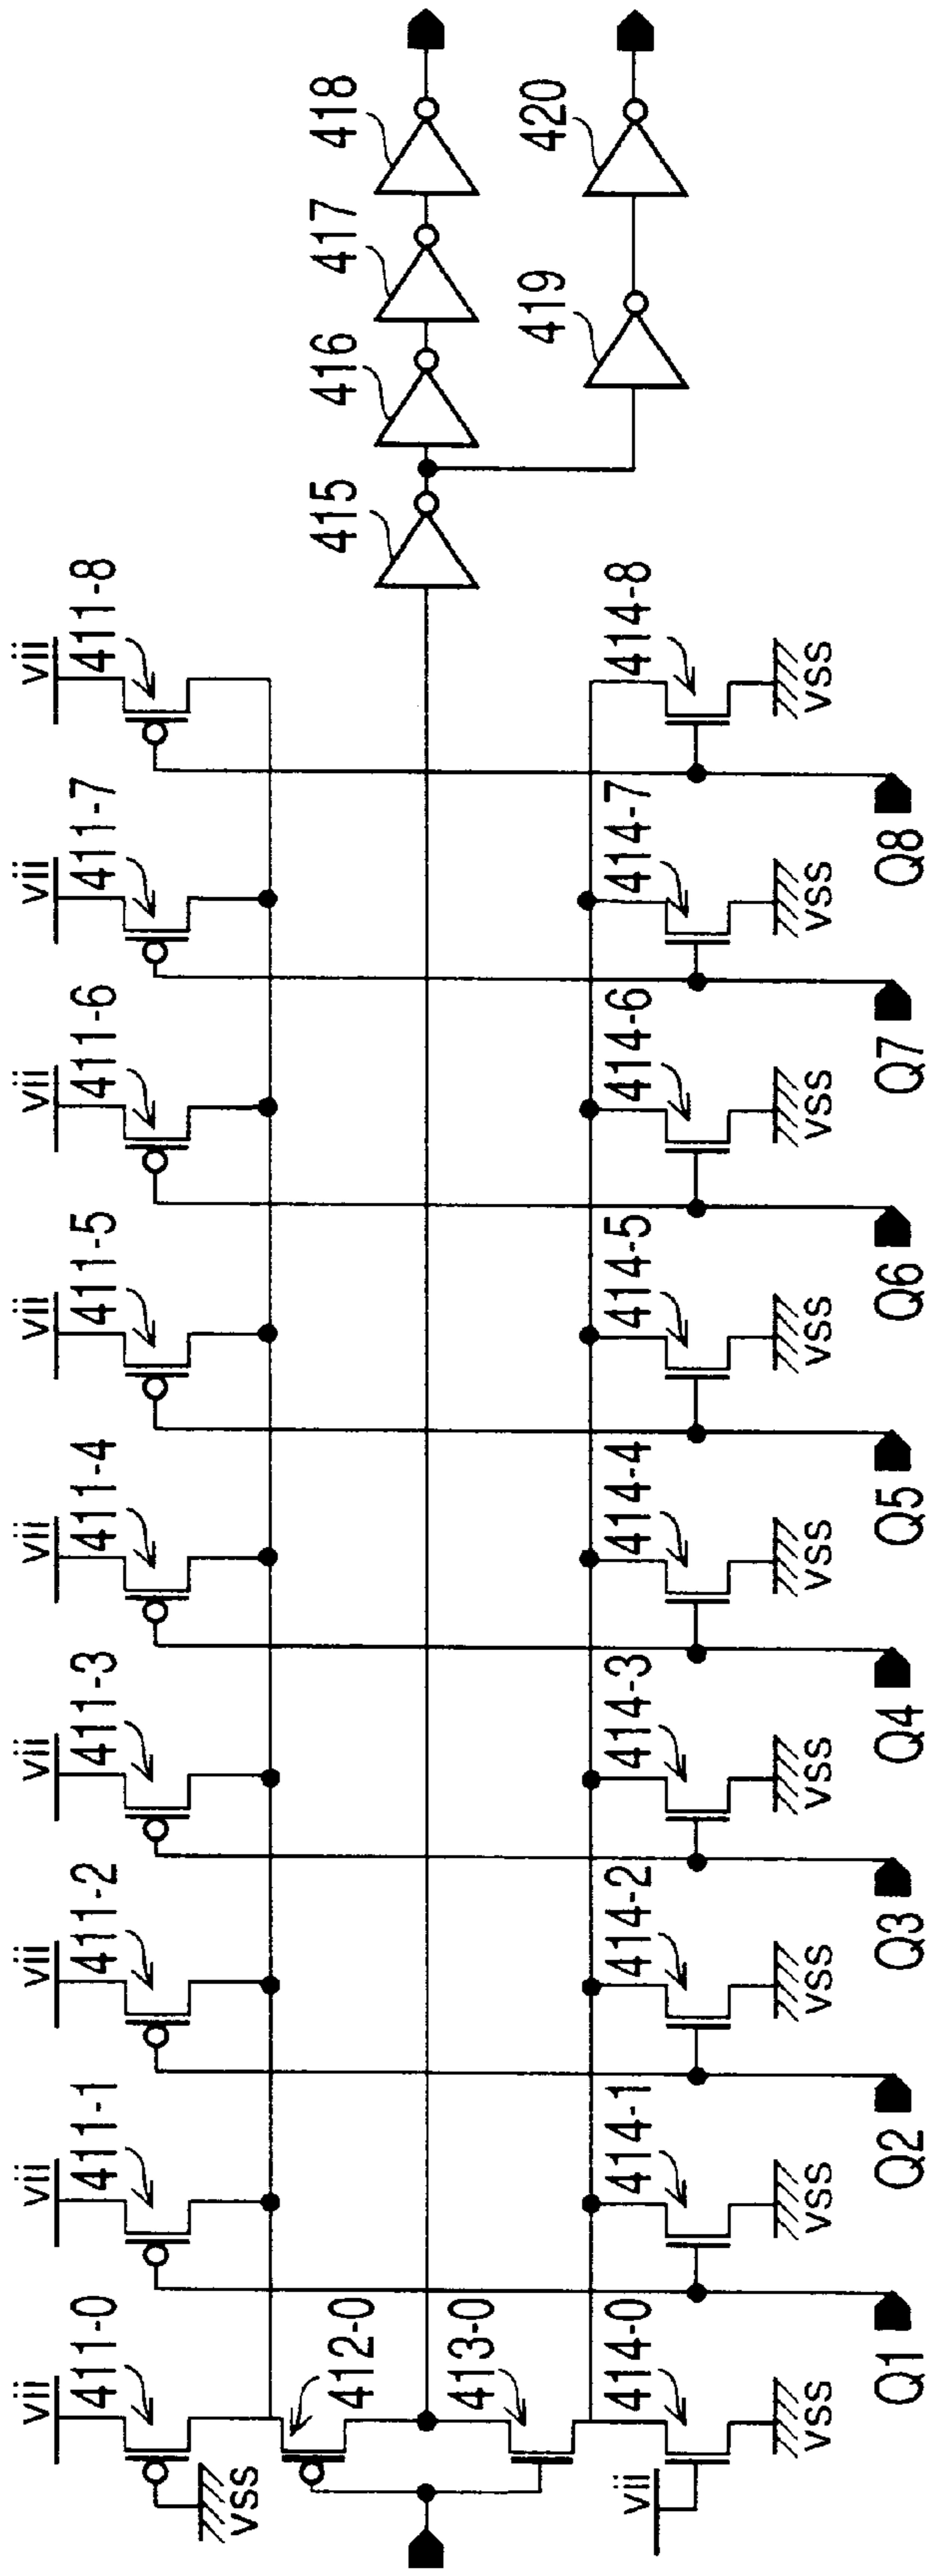 vii vii vii vii vii vii vii vii vii
411-0 411-1 411-2 411-3 411-4 411-5 411-6 411-7 411-8
vss
412-0
415 416 417 418
413-0
419 420
414-0 414-1 414-2 414-3 414-4 414-5 414-6 414-7 414-8
vii
vss vss vss vss vss vss vss vss vss
Q1 Q2 Q3 Q4 Q5 Q6 Q7 Q8